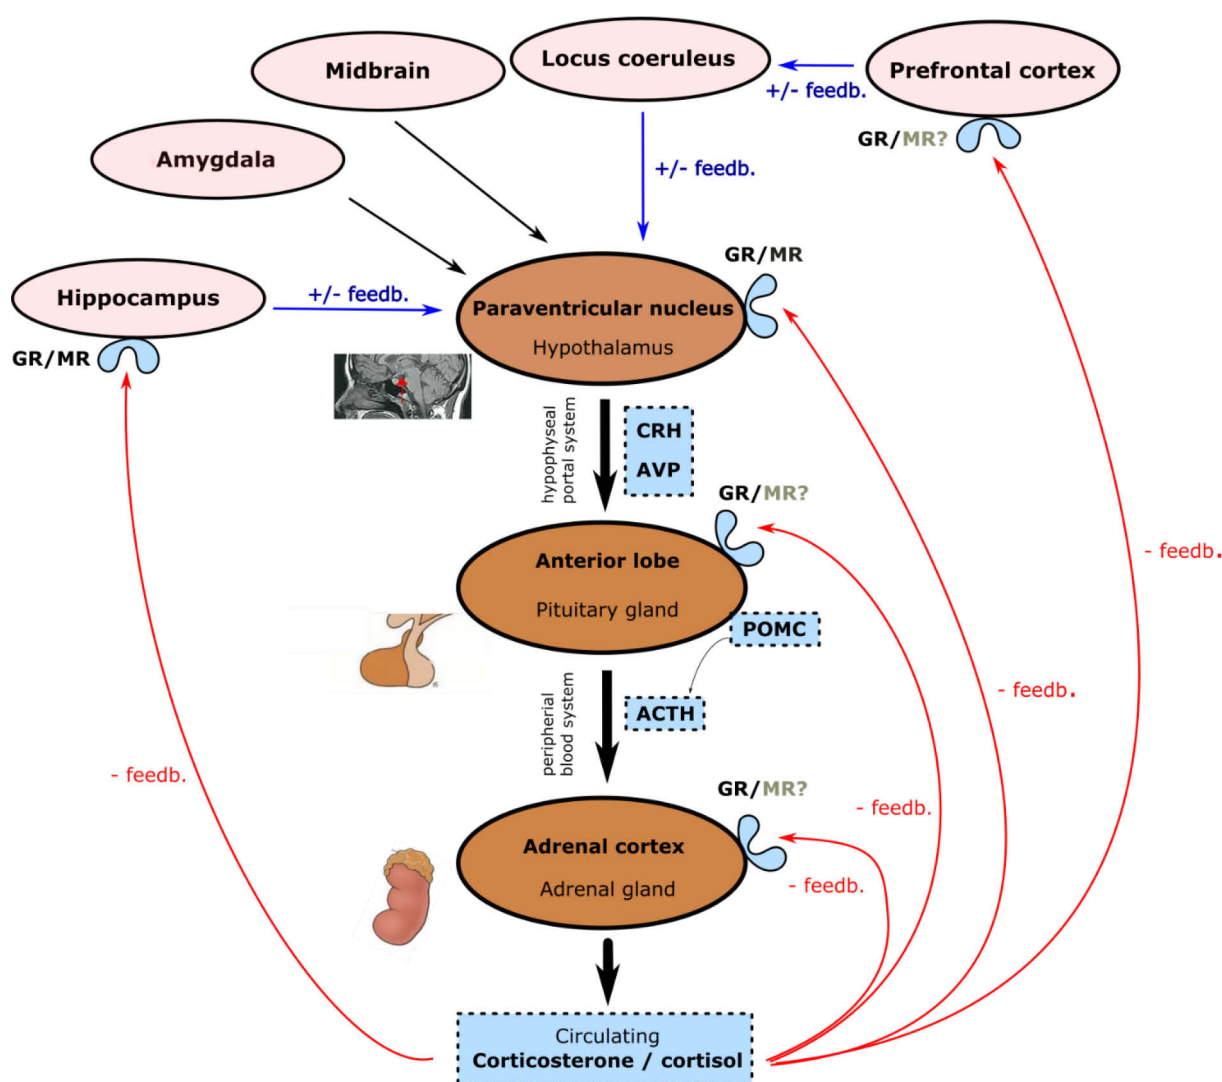 Midbrain
Locus coeruleus
Prefrontal cortex
+/- feedb.
GR/MR?
Amygdala
+/- feedb.
GR/MR
Hippocampus
+/- feedb.
GR/MR
Paraventricular nucleus
Hypothalamus
hypophyseal
portal system
CRH
AVP
GR/MR?
Anterior lobe
Pituitary gland
POMC
ACTH
peripherial
blood system
- feedb.
- feedb.
- feedb.
- feedb.
- feedb.
GR/MR?
Adrenal cortex
Adrenal gland
Circulating
Corticosterone / cortisol